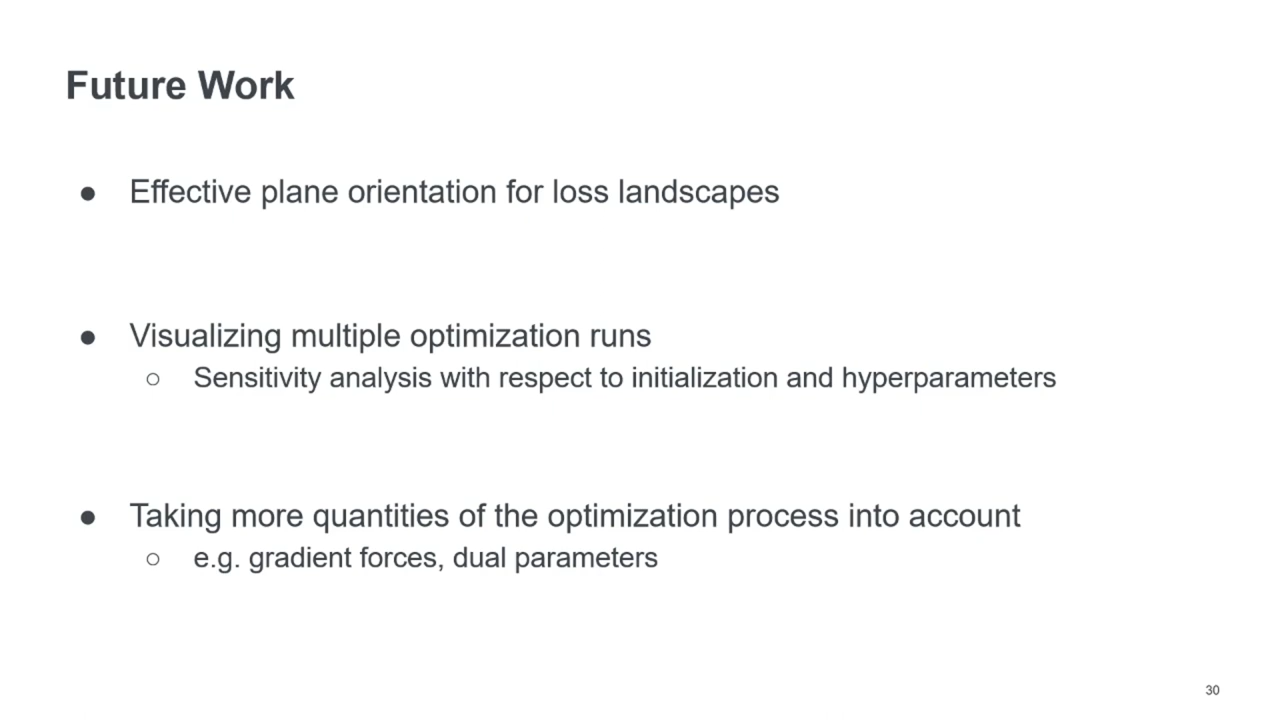 Future Work
● Effective plane orientation for loss landscapes
● Visualizing multiple optimization runs
○ Sensitivity analysis with respect to initialization and hyperparameters
● Taking more quantities of the optimization process into account
○ e.g. gradient forces, dual parameters
30